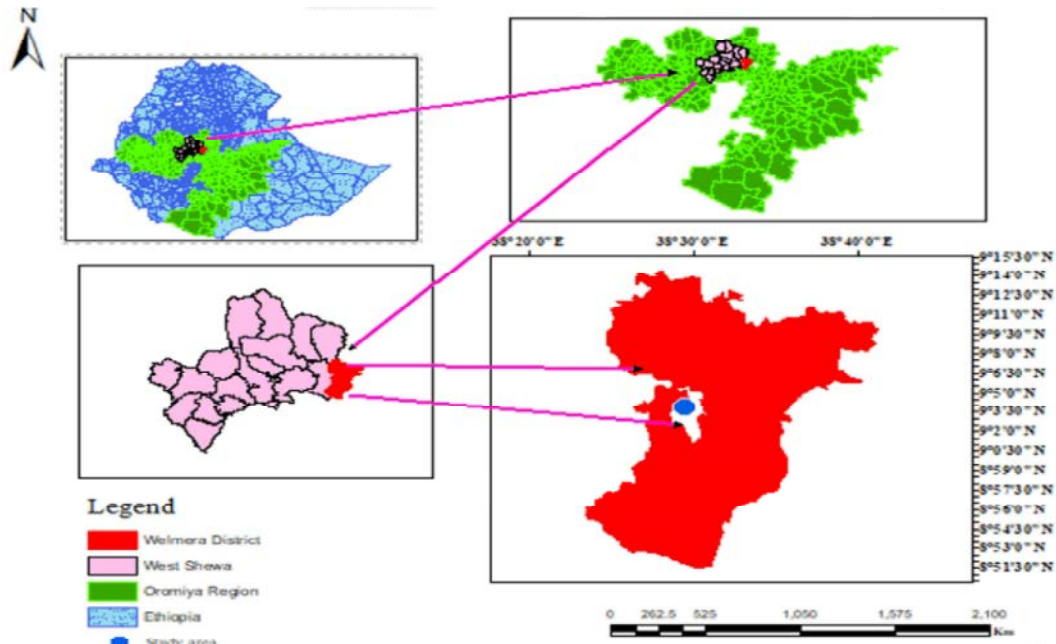 N
38°20'0"E 38°30'0"E 38°40'0"E
9°15'30"N
9°14'0"N
9°12'30"N
9°11'0"N
9°9'30"N
9°8'0"N
9°6'30"N
9°5'0"N
9°3'30"N
9°2'0"N
9°0'30"N
8°59'0"N
8°57'30"N
8°56'0"N
8°54'30"N
8°53'0"N
8°51'30"N
Legend
Welmera District
West Shewa
Oromiya Region
Ethiopia
Study area
0 262.5 525 1,050 1,575 2,100
Km